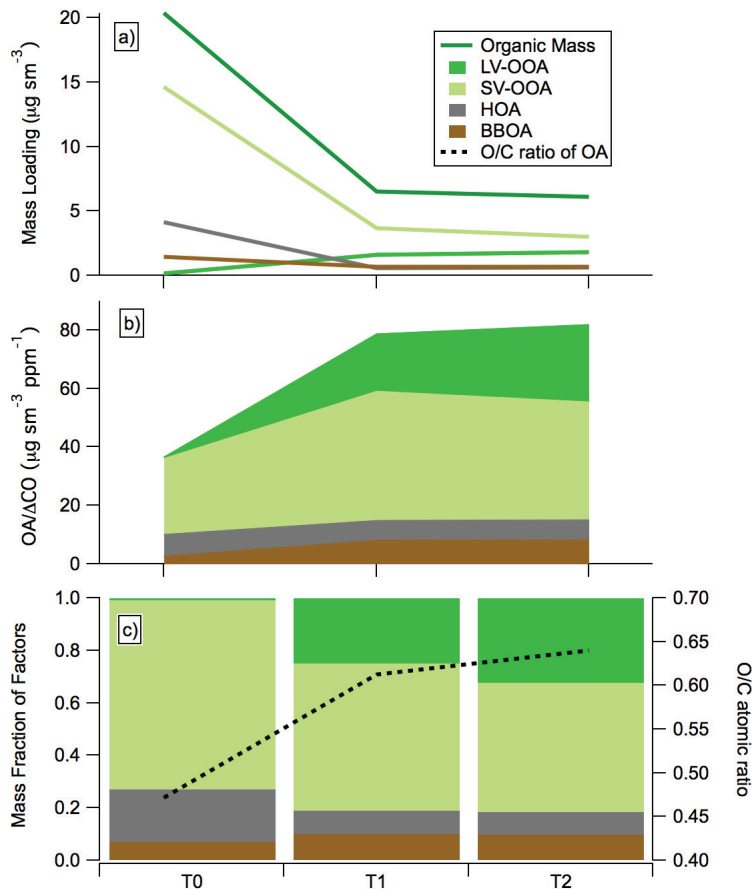 20
15
10
5
0
Mass Loading (µg sm⁻³)
a)
Organic Mass
LV-OOA
SV-OOA
HOA
BBOA
O/C ratio of OA
80
60
40
20
0
OA/ΔCO (µg sm⁻³ ppm⁻¹)
b)
1.0
0.8
0.6
0.4
0.2
0.0
Mass Fraction of Factors
c)
0.70
0.65
0.60
0.55
0.50
0.45
0.40
O/C atomic ratio
T0 T1 T2